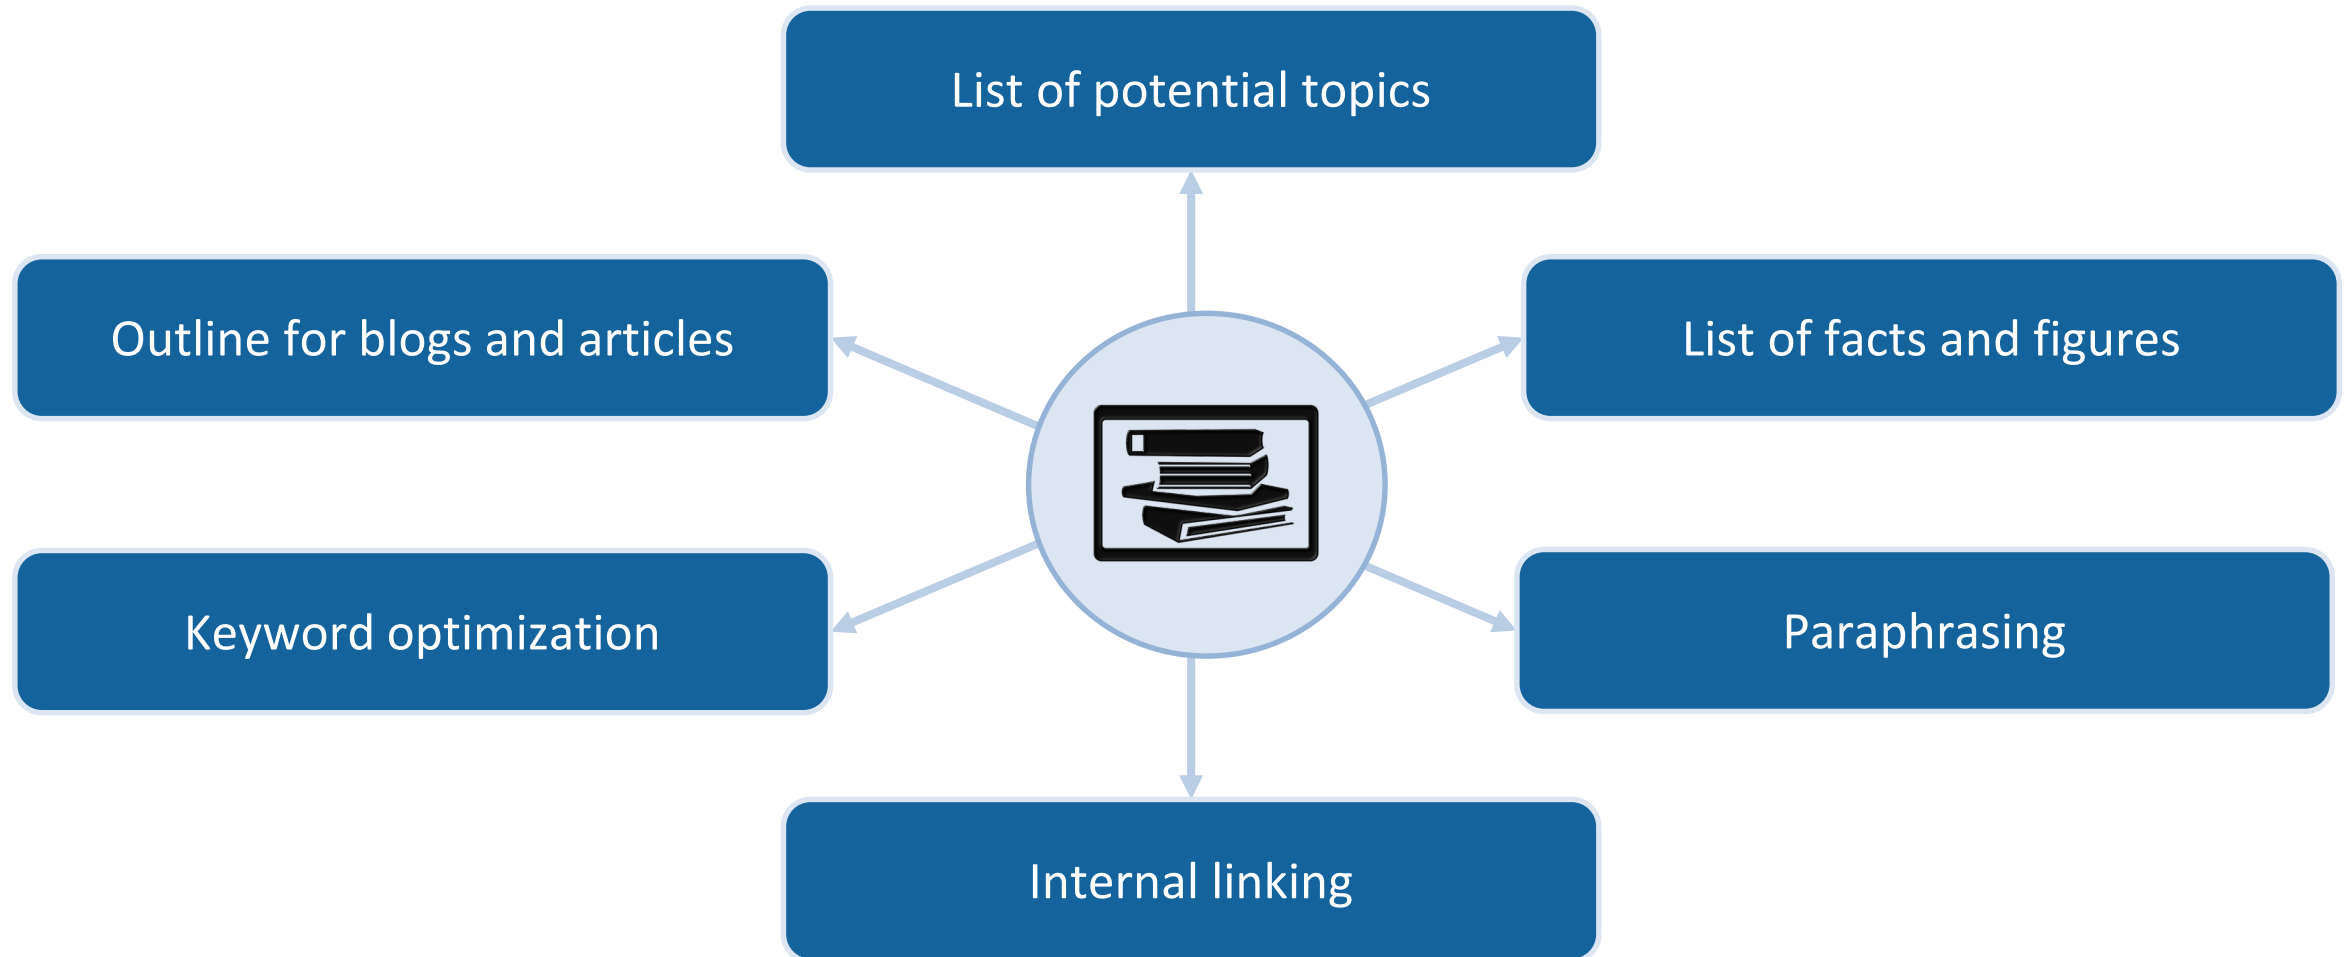 List of potential topics
Outline for blogs and articles
List of facts and figures
Keyword optimization
Paraphrasing
Internal linking